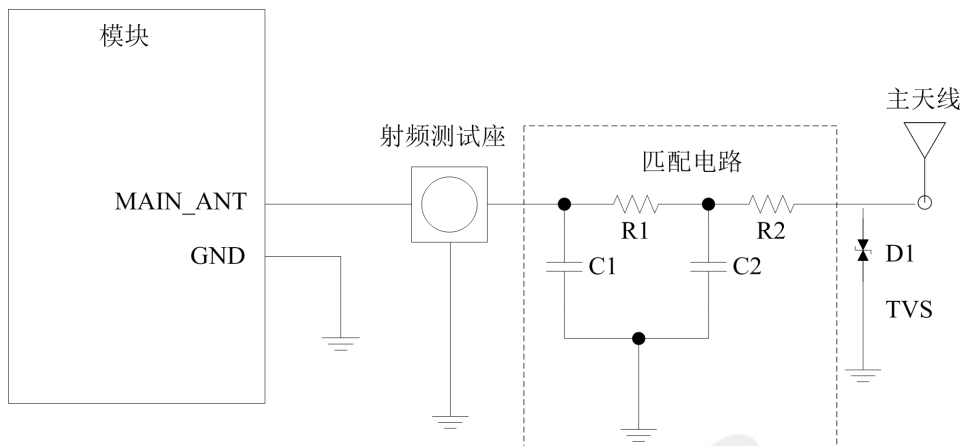 模块
主天线
射频测试座
匹配电路
MAIN_ANT
R1
R2
GND
C1
C2
D1
TVS